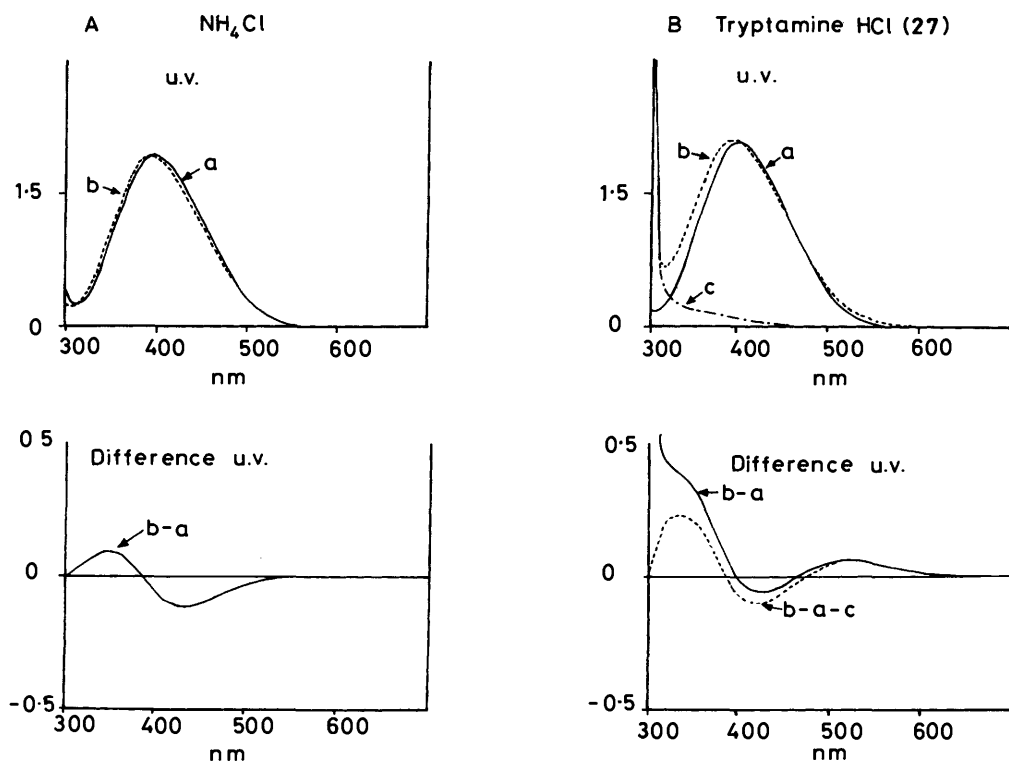 A NH₄Cl
u.v.
b
a
1·5
0
300 400 500 600
nm
B Tryptamine HCl (27)
u.v.
b
a
c
1·5
0
300 400 500 600
nm
0 5
Difference u.v.
b-a
0
-0·5
300 400 500 600
nm
0·5
Difference u.v.
b-a
0
b-a-c
-0·5
300 400 500 600
nm